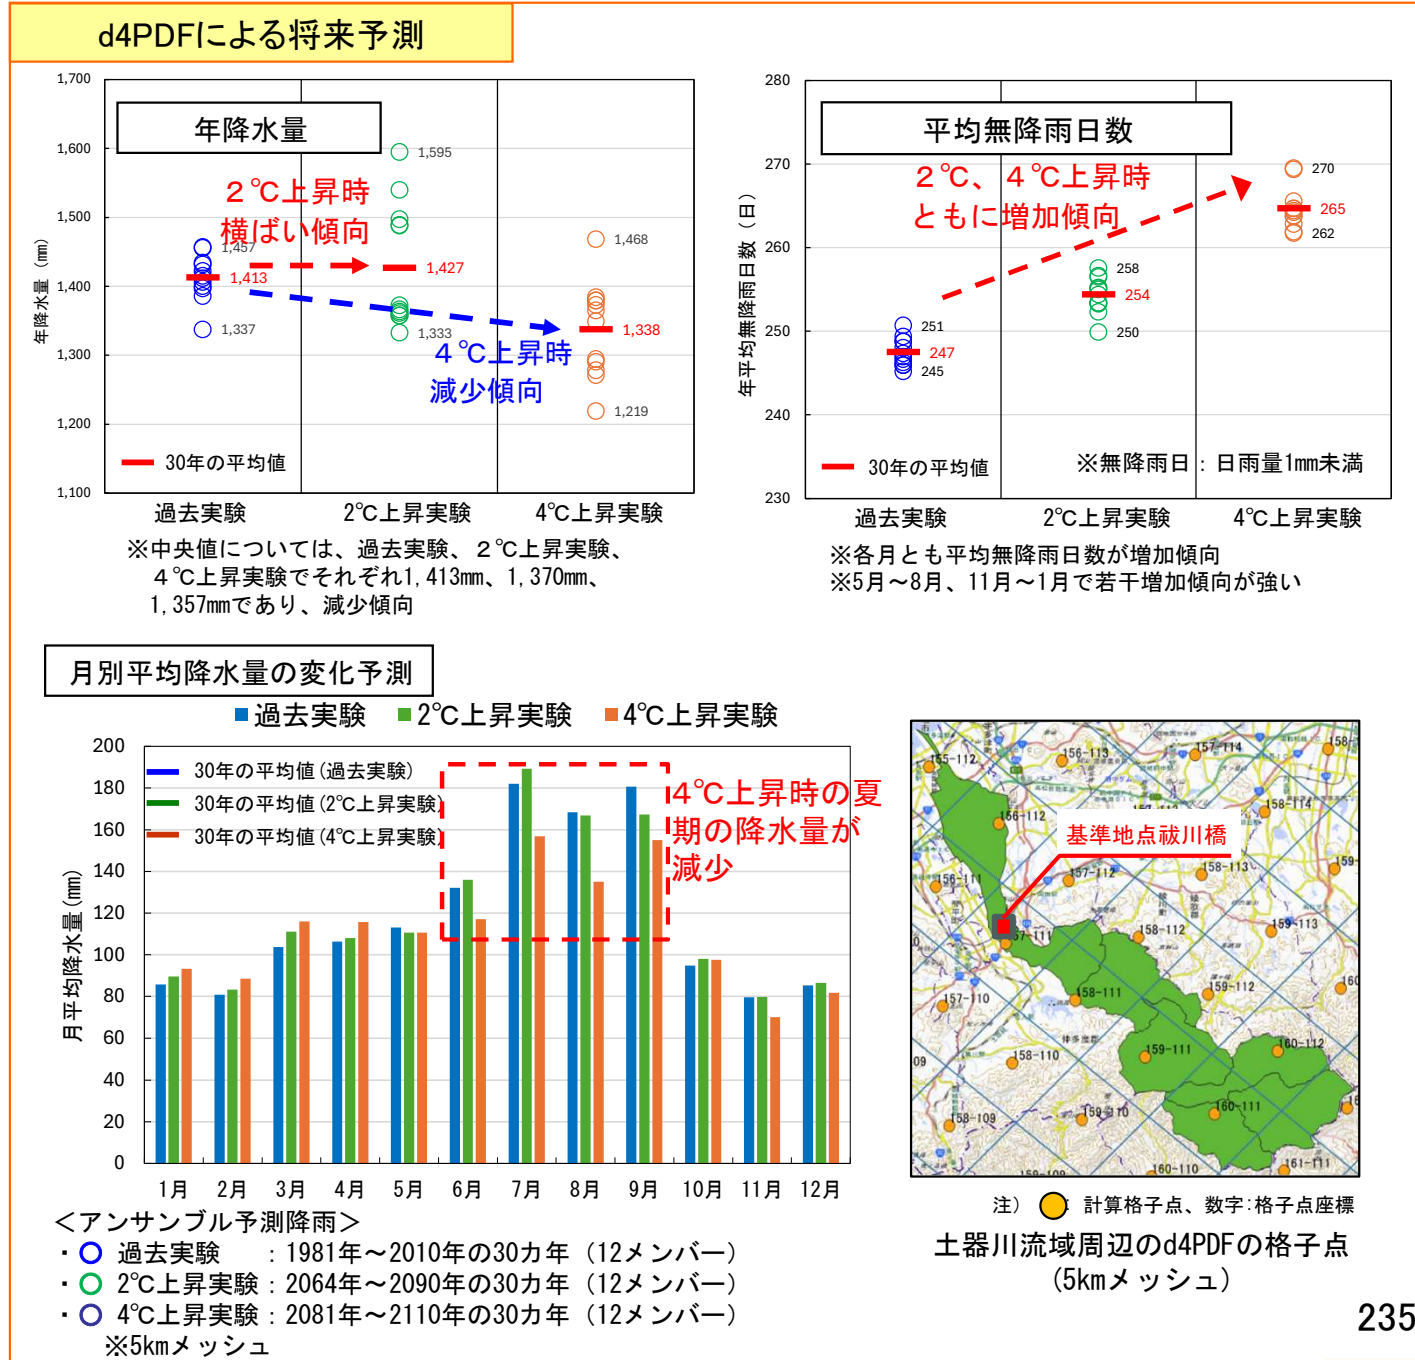 d4PDFによる将来予測
年降水量
1,700
1,600
1,500
1,400
1,300
1,200
1,100
年降水量（mm）
2℃上昇時
横ばい傾向
4℃上昇時
減少傾向
1,457
1,413
1,337
1,595
1,427
1,333
1,468
1,338
1,219
30年の平均値
過去実験
2℃上昇実験
4℃上昇実験
※中央値については、過去実験、２℃上昇実験、
４℃上昇実験でそれぞれ1,413mm、1,370mm、
1,357mmであり、減少傾向
平均無降雨日数
280
270
260
250
240
230
年平均無降雨日数（日）
２℃、４℃上昇時
ともに増加傾向
251
247
245
258
254
250
270
265
262
30年の平均値
※無降雨日：日雨量1mm未満
過去実験
2℃上昇実験
4℃上昇実験
※各月とも平均無降雨日数が増加傾向
※5月～8月、11月～1月で若干増加傾向が強い
月別平均降水量の変化予測
過去実験
2℃上昇実験
4℃上昇実験
200
180
160
140
120
100
80
60
40
20
0
月平均降水量(mm)
30年の平均値(過去実験)
30年の平均値(2℃上昇実験)
30年の平均値(4℃上昇実験)
4℃上昇時の夏
期の降水量が
減少
1月
2月
3月
4月
5月
6月
7月
8月
9月
10月
11月
12月
＜アンサンブル予測降雨＞
・ 過去実験 ：1981年～2010年の30カ年（12メンバー）
・ 2℃上昇実験：2064年～2090年の30カ年（12メンバー）
・ 4℃上昇実験：2081年～2110年の30カ年（12メンバー）
※5kmメッシュ
155-112
156-113
157-114
158-114
156-112
基準地点祓川橋
156-111
157-112
158-113
157-111
158-112
159-113
157-110
158-111
159-112
158-110
159-111
160-112
158-109
159-110
160-111
160-110
161-111
注） ： 計算格子点、数字:格子点座標
土器川流域周辺のd4PDFの格子点
(5kmメッシュ)
235